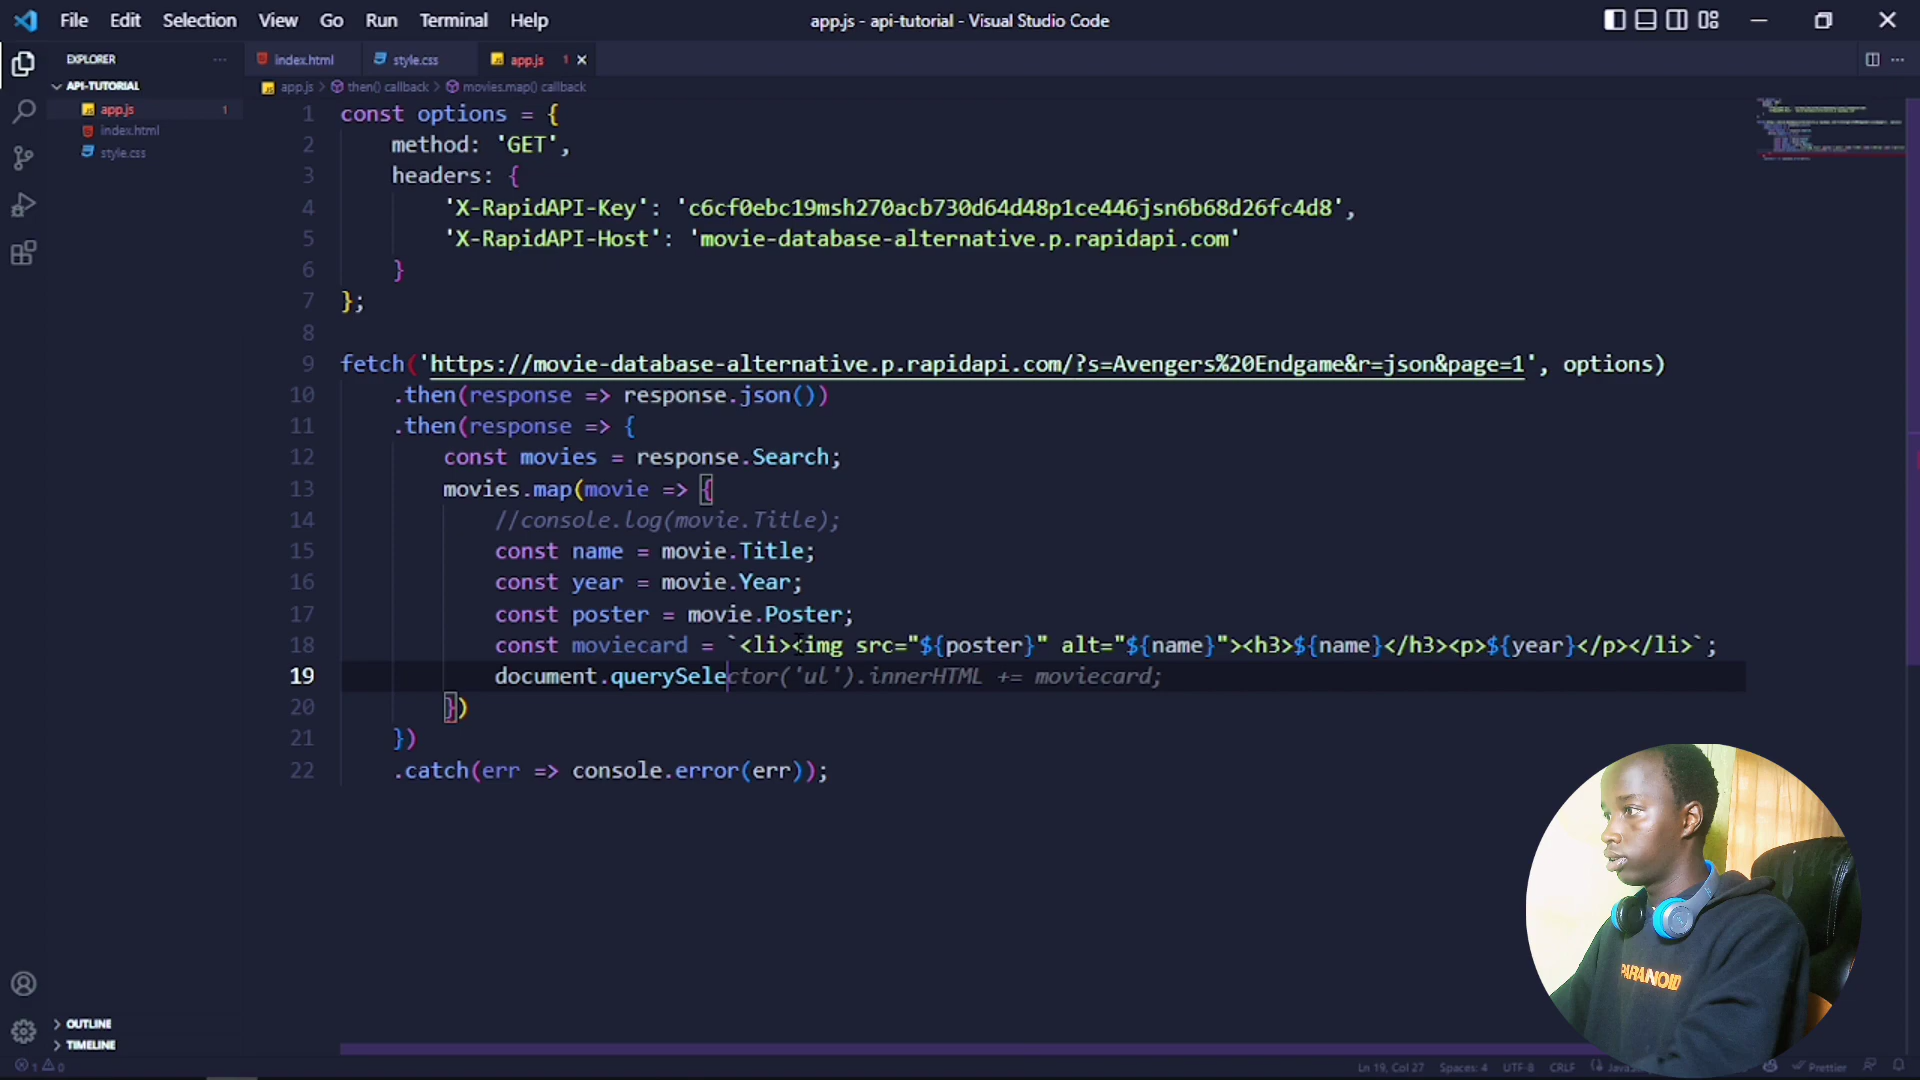 File Edit Selection View Go Run Terminal Help
app.js - api-tutorial - Visual Studio Code
EXPLORER
API-TUTORIAL
app.js 1
index.html
style.css
index.html style.css app.js 1
app.js > then() callback > movies.map() callback
1 const options = {
2 method: 'GET',
3 headers: {
4 'X-RapidAPI-Key': 'c6cf0ebc19msh270acb730d64d48p1ce446jsn6b68d26fc4d8',
5 'X-RapidAPI-Host': 'movie-database-alternative.p.rapidapi.com'
6 }
7 };
8
9 fetch('https://movie-database-alternative.p.rapidapi.com/?s=Avengers%20Endgame&r=json&page=1', options)
10 .then(response => response.json())
11 .then(response => {
12 const movies = response.Search;
13 movies.map(movie => {
14 //console.log(movie.Title);
15 const name = movie.Title;
16 const year = movie.Year;
17 const poster = movie.Poster;
18 const moviecard = `<li><img src="${poster}" alt="${name}"><h3>${name}</h3><p>${year}</p></li>`;
19 document.querySelector('ul').innerHTML += moviecard;
20 })
21 })
22 .catch(err => console.error(err));
OUTLINE
TIMELINE
PARANOID
1 0
Ln 19, Col 27 Spaces: 4 UTF-8 CRLF Prettier